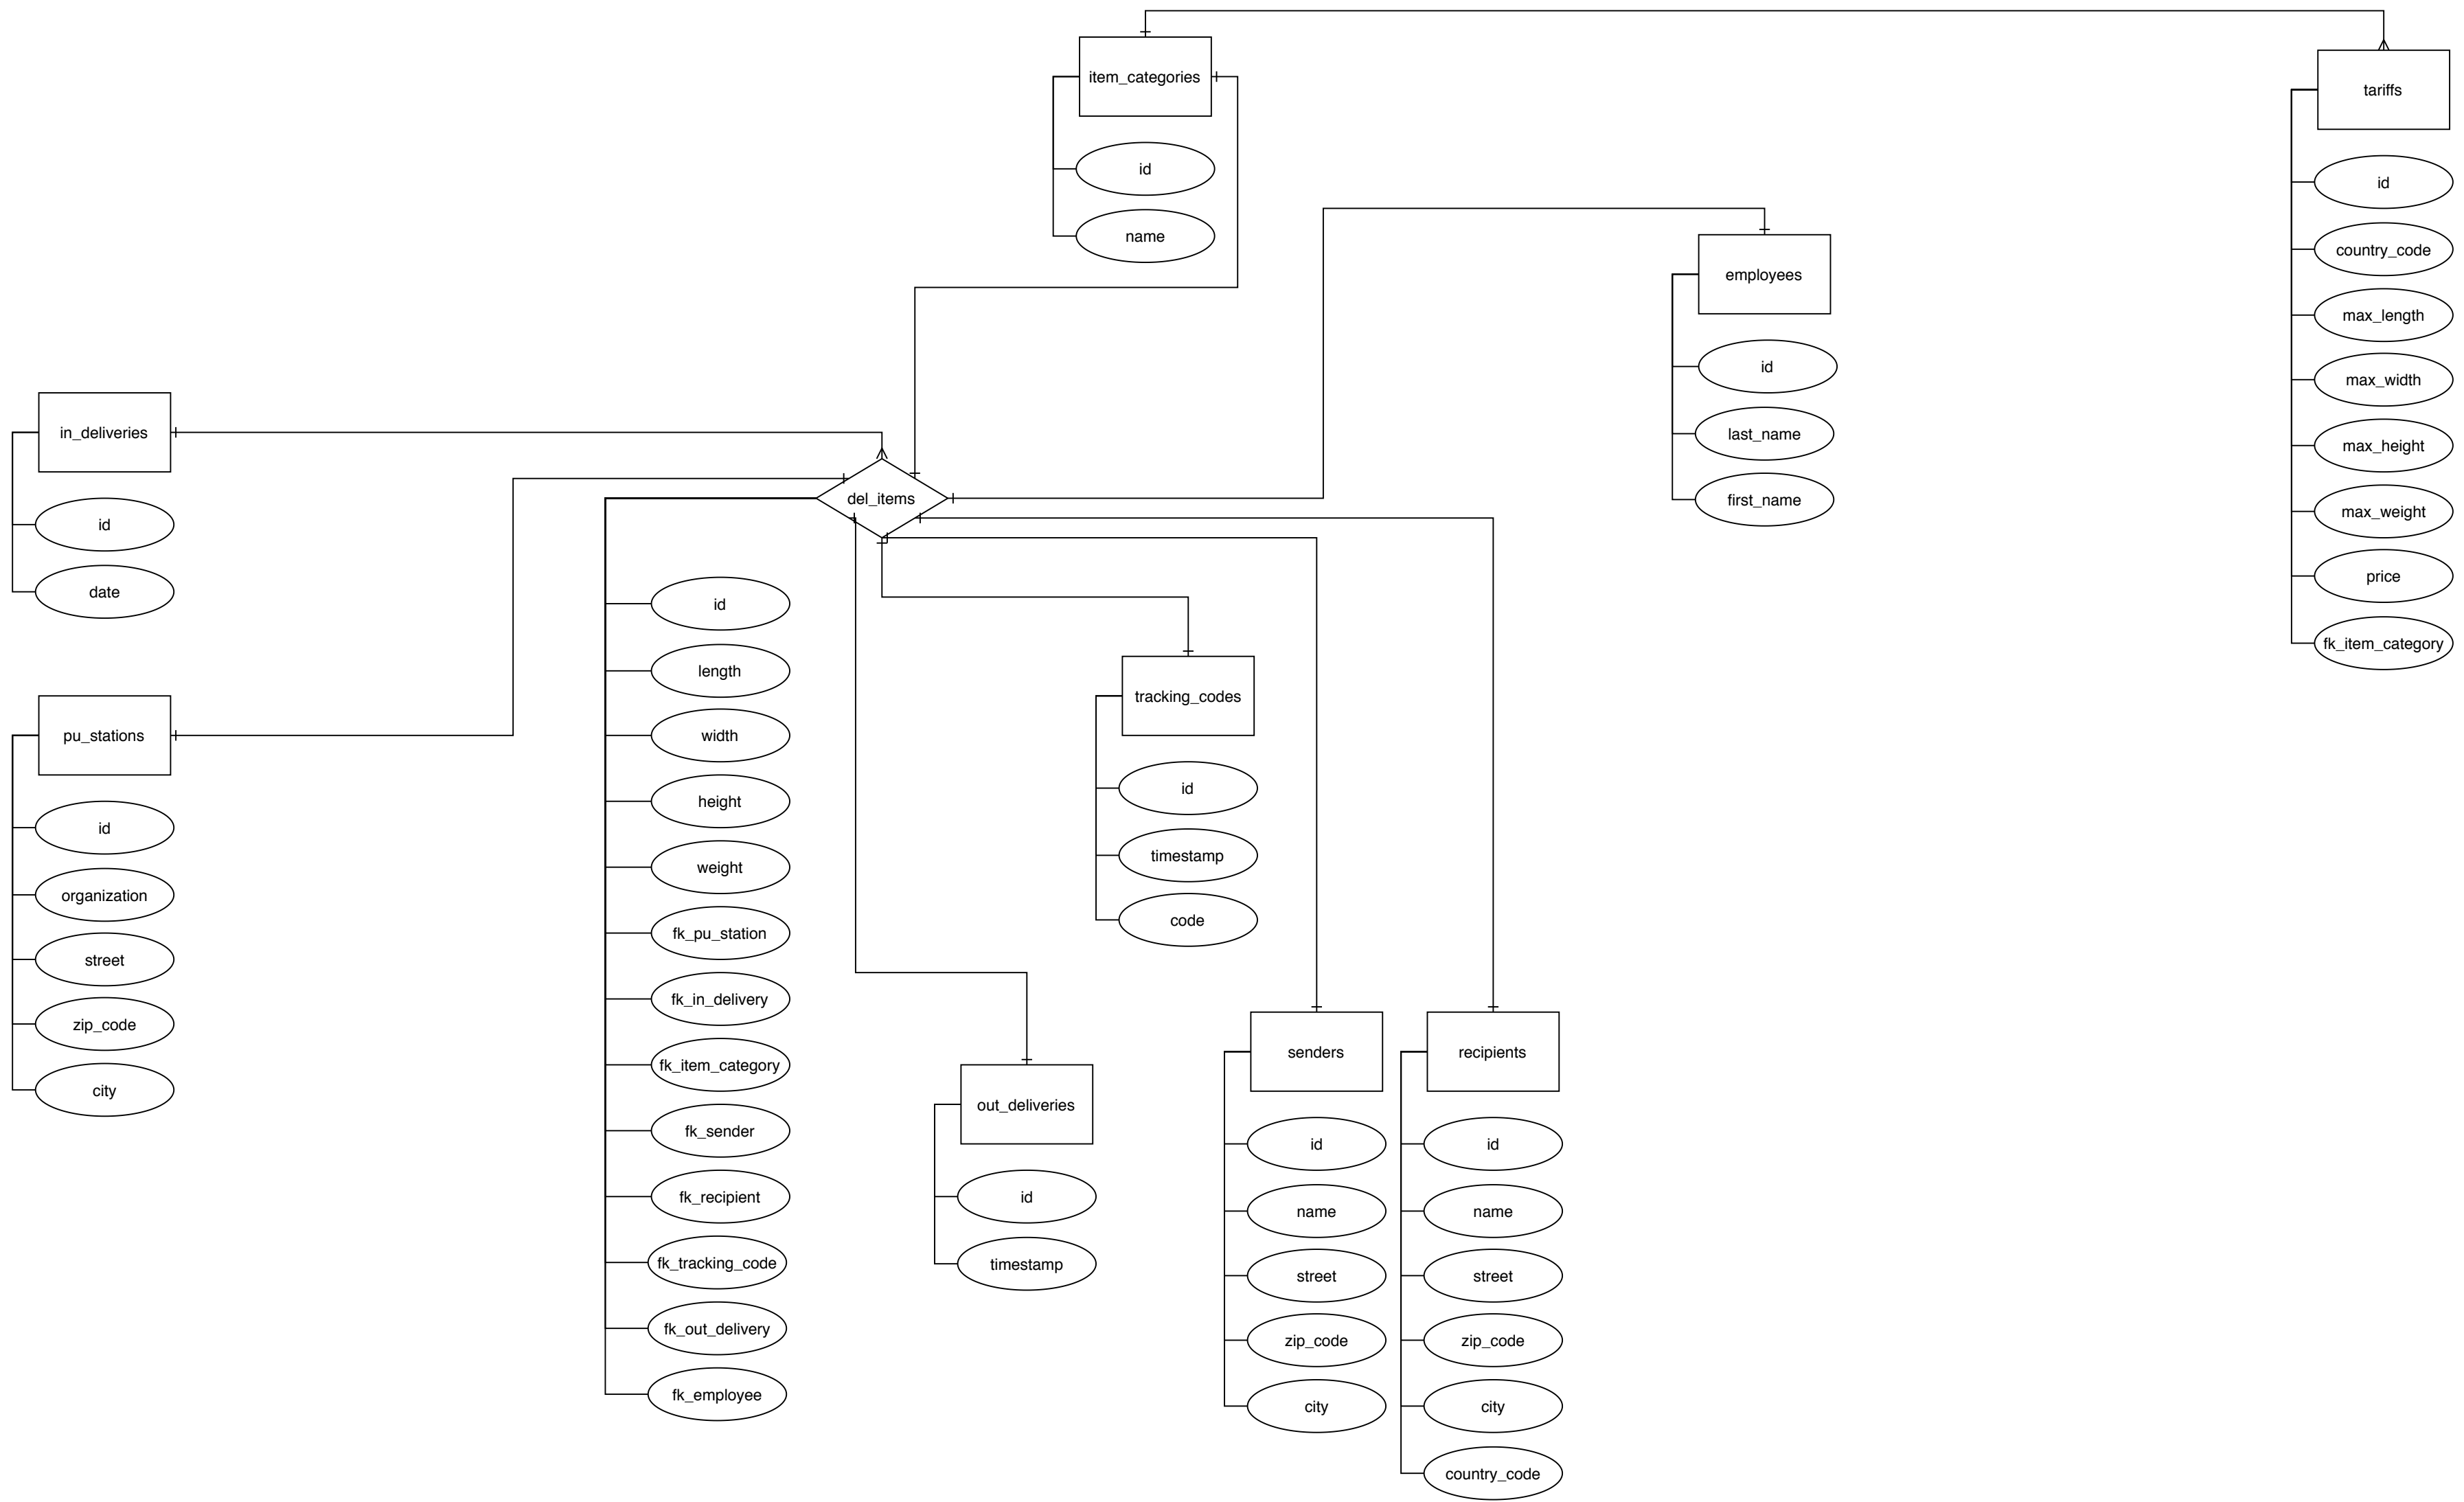 item_categories
id
name
tariffs
id
country_code
max_length
max_width
max_height
max_weight
price
fk_item_category
employees
id
last_name
first_name
in_deliveries
id
date
pu_stations
id
organization
street
zip_code
city
del_items
id
length
width
height
weight
fk_pu_station
fk_in_delivery
fk_item_category
fk_sender
fk_recipient
fk_tracking_code
fk_out_delivery
fk_employee
tracking_codes
id
timestamp
code
out_deliveries
id
timestamp
senders
id
name
street
zip_code
city
recipients
id
name
street
zip_code
city
country_code